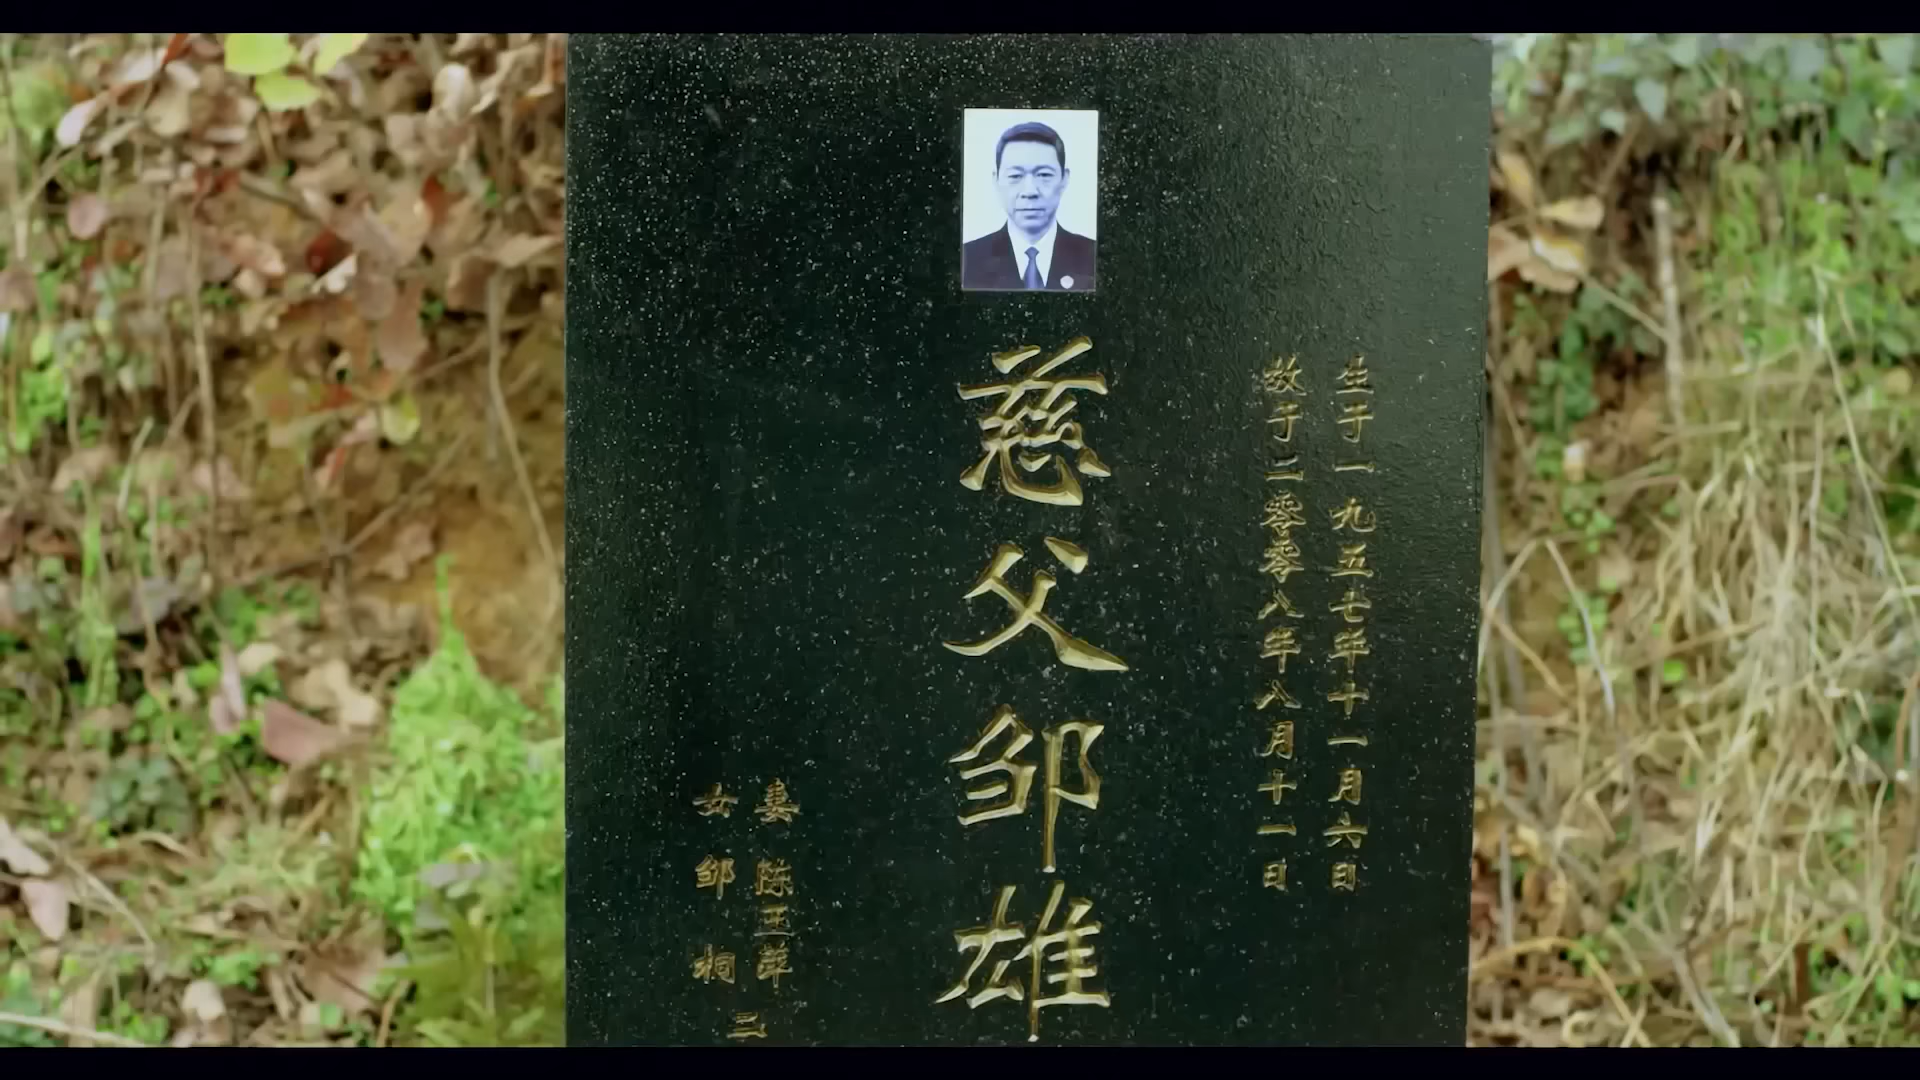 生于一九五七年十一月六日
故于二零零八年八月十一日
慈父邹雄
妻 陈玉萍
女 邹桐